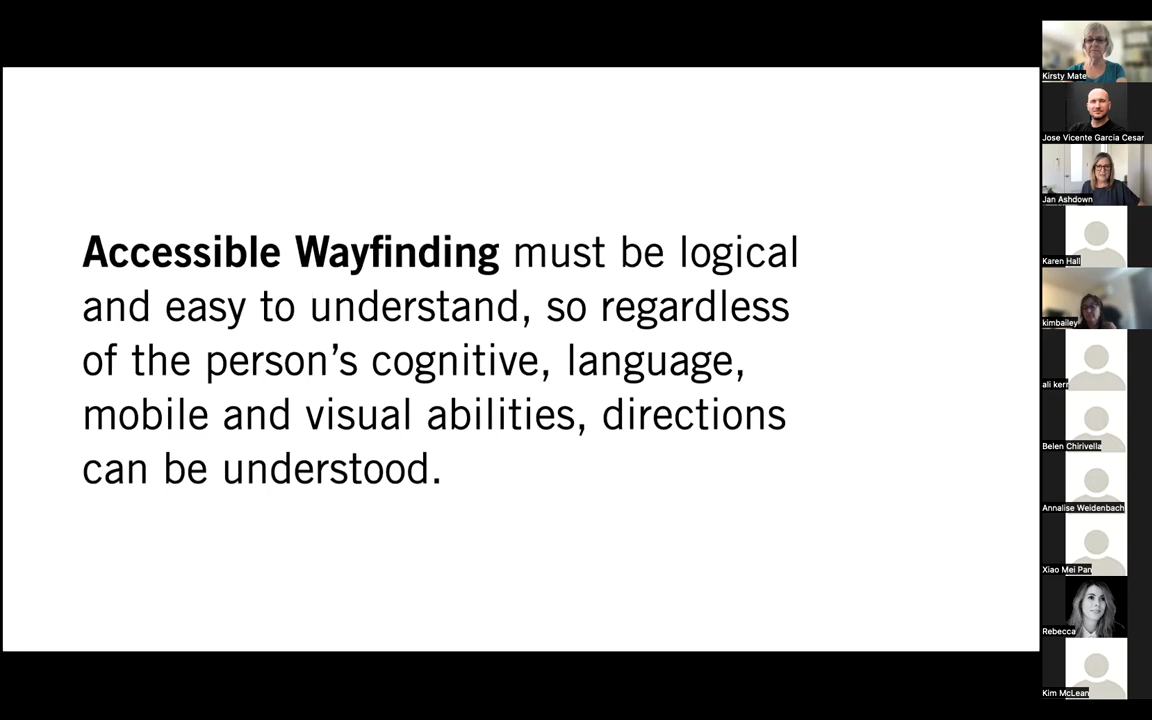 Accessible Wayfinding must be logical
and easy to understand, so regardless
of the person's cognitive, language,
mobile and visual abilities, directions
can be understood.
Kirsty Mate
Jose Vicente Garcia Cesar
Jan Ashdown
Karen Hall
kimbailey
ali kerr
Belen Chirivella
Annalise Weidenbach
Xiao Mei Pan
Rebecca
Kim McLean